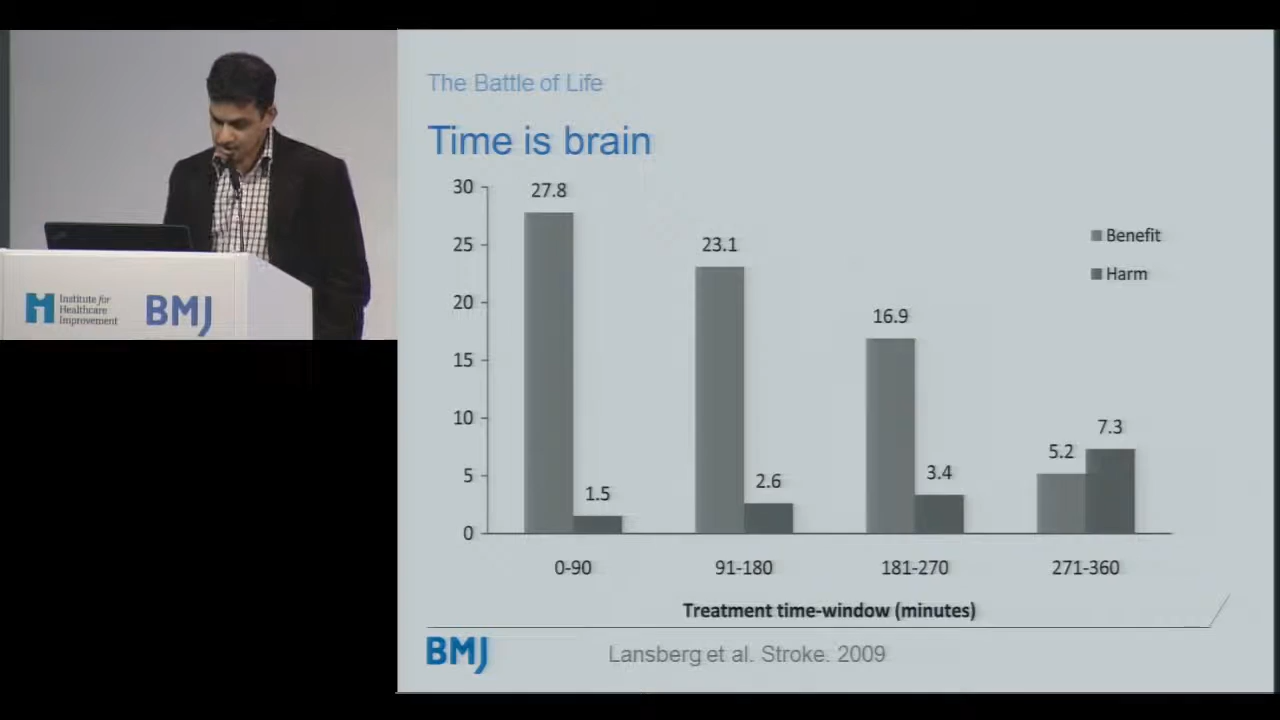 Institute for
Healthcare
Improvement
BMJ
The Battle of Life
Time is brain
30
25
20
15
10
5
0
27.8
1.5
23.1
2.6
16.9
3.4
5.2
7.3
Benefit
Harm
0-90
91-180
181-270
271-360
Treatment time-window (minutes)
BMJ
Lansberg et al. Stroke. 2009